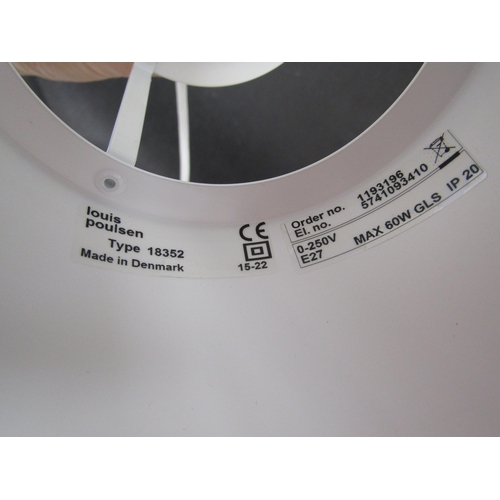 louis
poulsen
Type 18352
Made in Denmark
CE
15-22
Order no. 1193196
El. no. 5741093410
0-250V MAX 60W GLS IP 20
E27